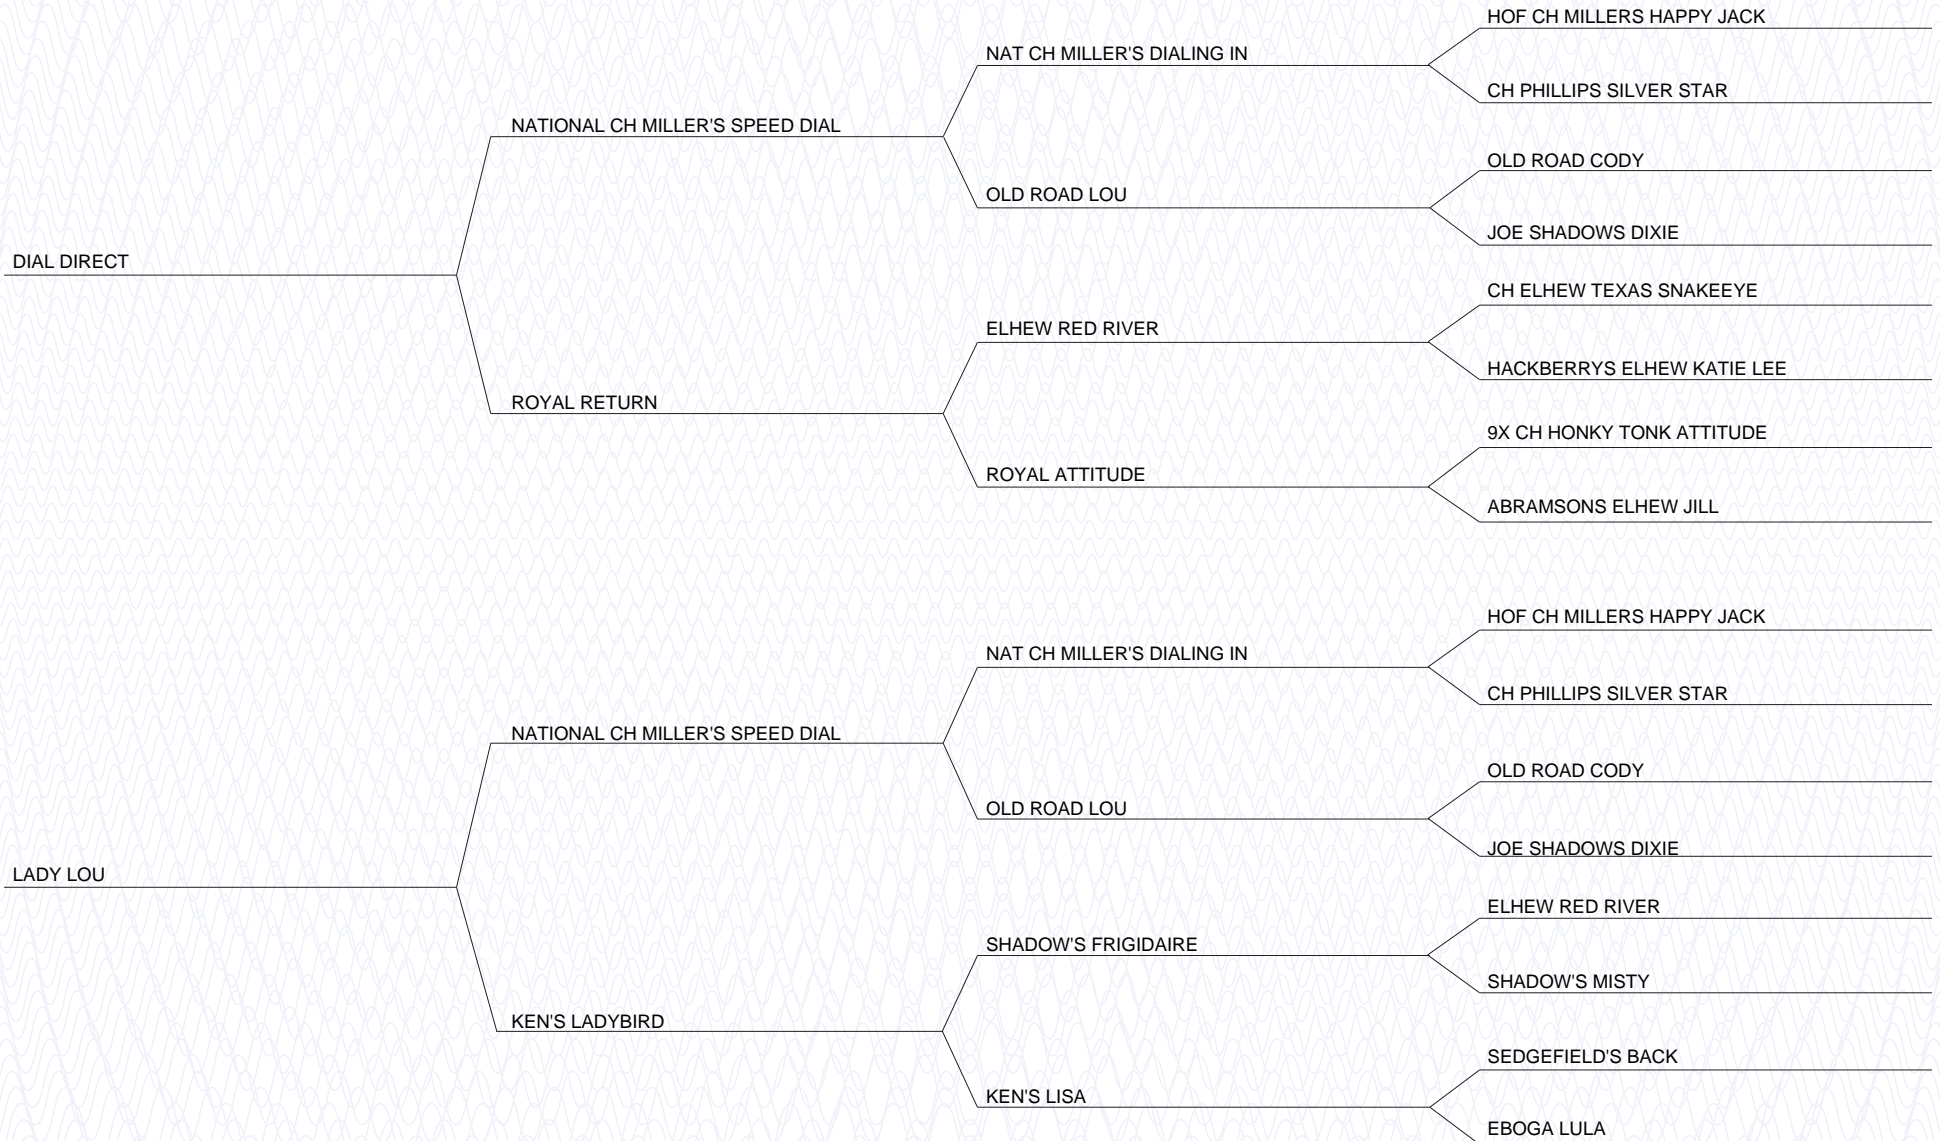 HOF CH MILLERS HAPPY JACK
NAT CH MILLER'S DIALING IN
CH PHILLIPS SILVER STAR
NATIONAL CH MILLER'S SPEED DIAL
OLD ROAD CODY
OLD ROAD LOU
JOE SHADOWS DIXIE
DIAL DIRECT
CH ELHEW TEXAS SNAKEEYE
ELHEW RED RIVER
HACKBERRYS ELHEW KATIE LEE
ROYAL RETURN
9X CH HONKY TONK ATTITUDE
ROYAL ATTITUDE
ABRAMSONS ELHEW JILL
HOF CH MILLERS HAPPY JACK
NAT CH MILLER'S DIALING IN
CH PHILLIPS SILVER STAR
NATIONAL CH MILLER'S SPEED DIAL
OLD ROAD CODY
OLD ROAD LOU
JOE SHADOWS DIXIE
LADY LOU
ELHEW RED RIVER
SHADOW'S FRIGIDAIRE
SHADOW'S MISTY
KEN'S LADYBIRD
SEDGEFIELD'S BACK
KEN'S LISA
EBOGA LULA